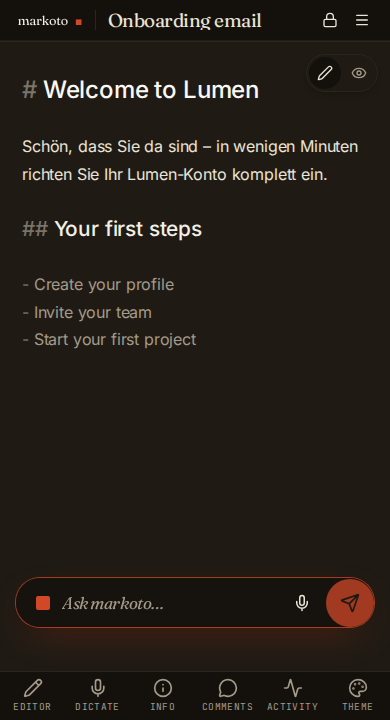 markoto
Onboarding email
# Welcome to Lumen
Schön, dass Sie da sind – in wenigen Minuten
richten Sie Ihr Lumen-Konto komplett ein.
## Your first steps
- Create your profile
- Invite your team
- Start your first project
Ask markoto...
EDITOR DICTATE INFO COMMENTS ACTIVITY THEME